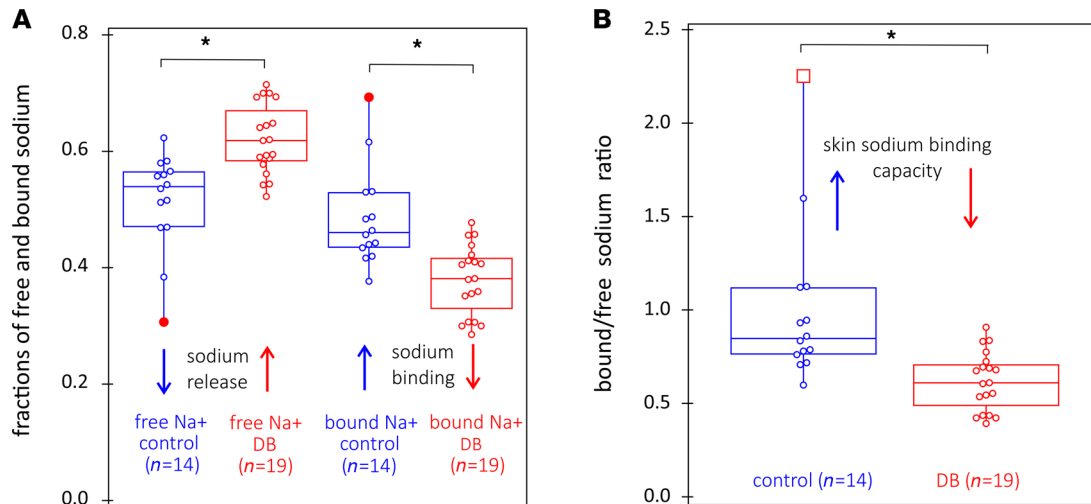 A
fractions of free and bound sodium
0.8
0.6
0.4
0.2
0.0
*
*
sodium
release
sodium
binding
free Na+
control
(n=14)
free Na+
DB
(n=19)
bound Na+
control
(n=14)
bound Na+
DB
(n=19)
B
bound/free sodium ratio
2.5
2.0
1.5
1.0
0.5
0.0
*
skin sodium binding
capacity
control (n=14)
DB (n=19)